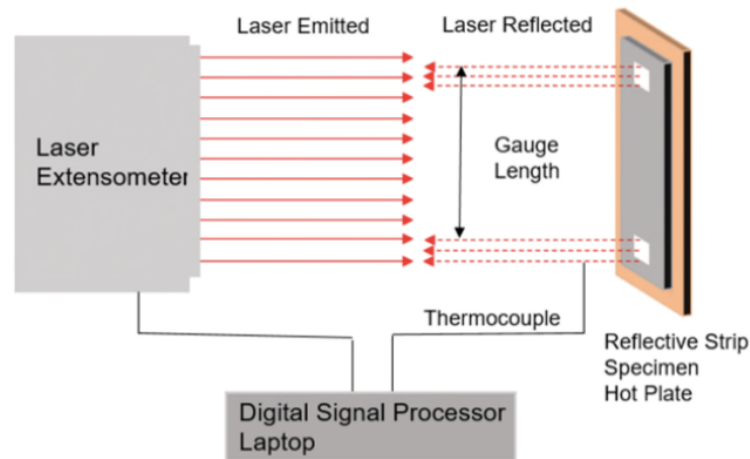 Laser Emitted
Laser Reflected
Laser
Extensometer
Gauge
Length
Thermocouple
Reflective Strip
Specimen
Hot Plate
Digital Signal Processor
Laptop